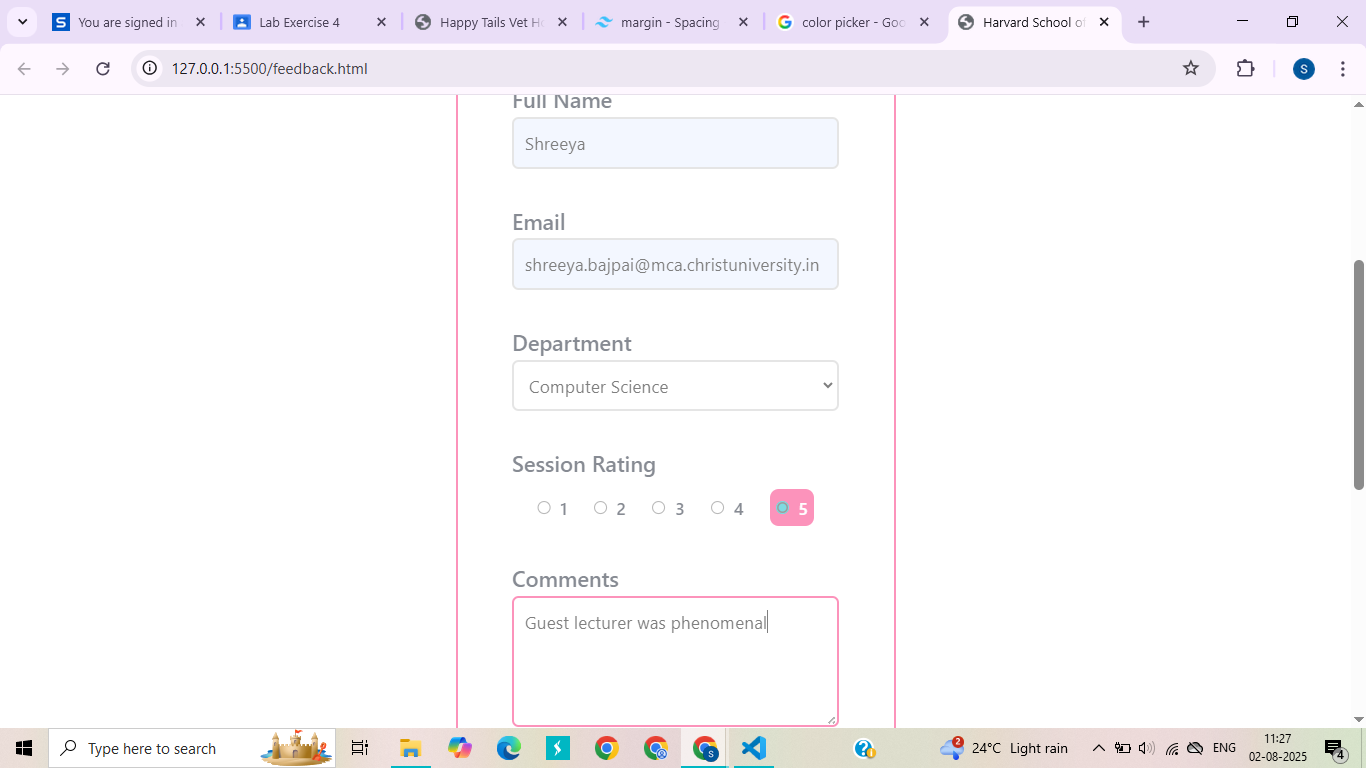 You are signed in
Lab Exercise 4
Happy Tails Vet H
margin - Spacing
color picker - Goo
Harvard School of
127.0.0.1:5500/feedback.html
S
Full Name
Shreeya
Email
shreeya.bajpai@mca.christuniversity.in
Department
Computer Science
Session Rating
1 2 3 4 5
Comments
Guest lecturer was phenomenal
Type here to search
2
24°C Light rain
ENG
11:27
02-08-2025
4